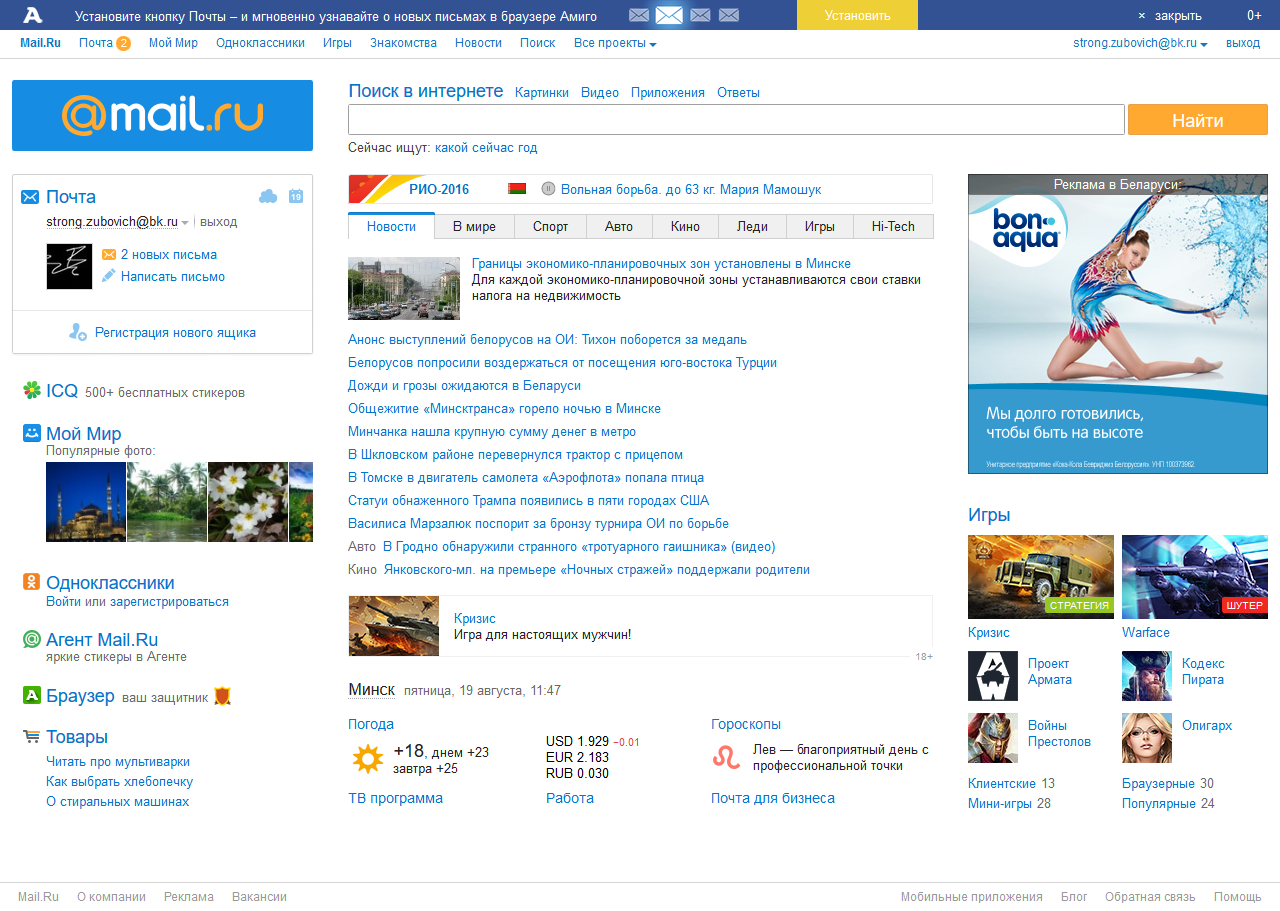 Установите кнопку Почты – и мгновенно узнавайте о новых письмах в браузере Амиго
Установить
× закрыть
0+
Mail.Ru Почта 2 Мой Мир Одноклассники Игры Знакомства Новости Поиск Все проекты
strong.zubovich@bk.ru выход
@mail.ru
Поиск в интернете Картинки Видео Приложения Ответы
Найти
Сейчас ищут: какой сейчас год
Почта
19
strong.zubovich@bk.ru выход
2 новых письма
Написать письмо
Регистрация нового ящика
ICQ 500+ бесплатных стикеров
Мой Мир
Популярные фото:
Одноклассники
Войти или зарегистрироваться
Агент Mail.Ru
яркие стикеры в Агенте
Браузер ваш защитник
Товары
Читать про мультиварки
Как выбрать хлебопечку
О стиральных машинах
РИО-2016 Вольная борьба. до 63 кг. Мария Мамошук
Новости В мире Спорт Авто Кино Леди Игры Hi-Tech
Границы экономико-планировочных зон установлены в Минске
Для каждой экономико-планировочной зоны устанавливаются свои ставки
налога на недвижимость
Анонс выступлений белорусов на ОИ: Тихон поборется за медаль
Белорусов попросили воздержаться от посещения юго-востока Турции
Дожди и грозы ожидаются в Беларуси
Общежитие «Минсктранса» горело ночью в Минске
Минчанка нашла крупную сумму денег в метро
В Шкловском районе перевернулся трактор с прицепом
В Томске в двигатель самолета «Аэрофлота» попала птица
Статуи обнаженного Трампа появились в пяти городах США
Василиса Марзалюк поспорит за бронзу турнира ОИ по борьбе
Авто В Гродно обнаружили странного «тротуарного гаишника» (видео)
Кино Янковского-мл. на премьере «Ночных стражей» поддержали родители
Кризис
Игра для настоящих мужчин!
18+
Минск пятница, 19 августа, 11:47
Погода
+18, днем +23
завтра +25
USD 1.929 −0.01
EUR 2.183
RUB 0.030
Гороскопы
Лев — благоприятный день с
профессиональной точки
ТВ программа Работа Почта для бизнеса
Реклама в Беларуси:
bon
aqua
Мы долго готовились,
чтобы быть на высоте
Унитарное предприятие «Кока-Кола Бевриджиз Белоруссия». УНП 100373962.
Игры
СТРАТЕГИЯ
ШУТЕР
Кризис
Warface
Проект
Армата
Кодекс
Пирата
Войны
Престолов
Олигарх
Клиентские 13
Браузерные 30
Мини-игры 28
Популярные 24
Mail.Ru О компании Реклама Вакансии
Мобильные приложения Блог Обратная связь Помощь